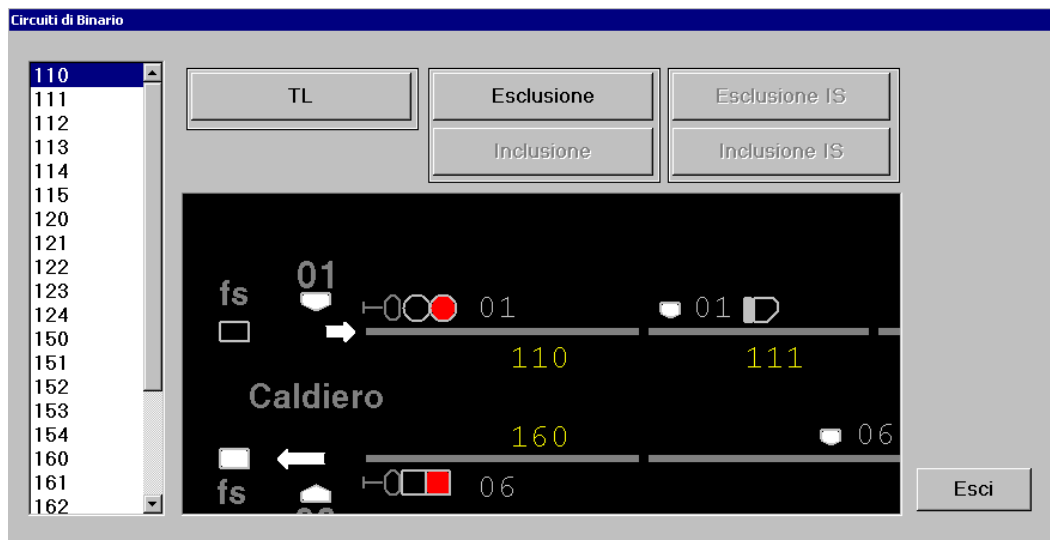 Circuiti di Binario
110
111
112
113
114
115
120
121
122
123
124
150
151
152
153
154
160
161
162
TL
Esclusione
Esclusione IS
Inclusione
Inclusione IS
01
fs
01
01
110
111
Caldiero
160
06
fs
06
Esci